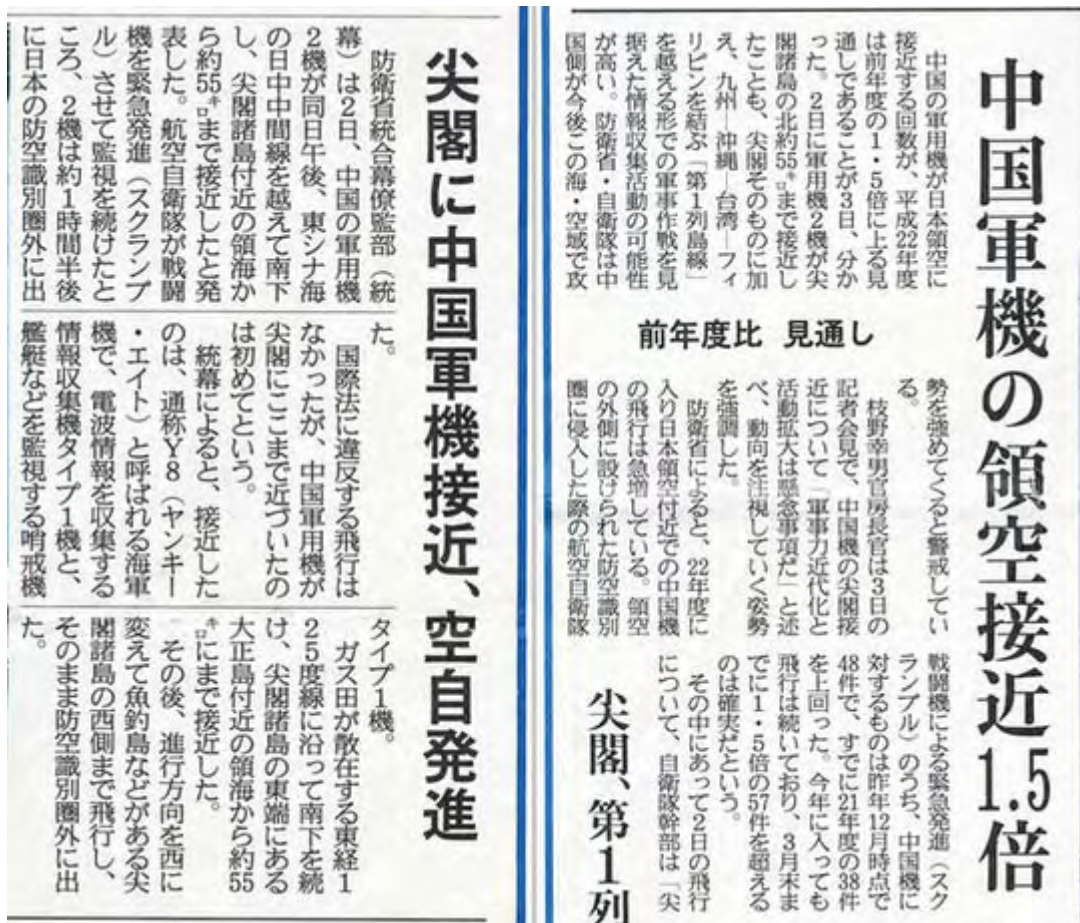 中国軍機の領空接近1.5倍
前年度比 見通し
　中国の軍用機が日本領空に
接近する回数が、平成22年度
は前年度の1・5倍に上る見
通しであることが3日、分か
った。2日に軍用機2機が尖
閣諸島の北約55㌔まで接近し
たことも、尖閣そのものに加
え、九州―沖縄―台湾―フィ
リピンを結ぶ「第1列島線」
を越える形での軍事作戦を見
据えた情報収集活動の可能性
が高い。防衛省・自衛隊は中
国側が今後この海・空域で攻
勢を強めてくると警戒してい
る。
　枝野幸男官房長官は3日の
記者会見で、中国機の尖閣接
近について「軍事力近代化と
活動拡大は懸念事項だ」と述
べ、動向を注視していく姿勢
を強調した。
　防衛省によると、22年度に
入り日本領空付近での中国機
の飛行は急増している。領空
の外側に設けられた防空識別
圏に侵入した際の航空自衛隊
戦闘機による緊急発進（スク
ランブル）のうち、中国機に
対するものは昨年12月時点で
48件で、すでに21年度の38件
を上回った。今年に入っても
飛行は続いており、3月末ま
でに1・5倍の57件を超える
のは確実だという。
　その中にあって2日の飛行
について、自衛隊幹部は「尖
尖閣、第1列
尖閣に中国軍機接近、空自発進
　防衛省統合幕僚監部（統
幕）は2日、中国の軍用機
2機が同日午後、東シナ海
の日中中間線を越えて南下
し、尖閣諸島付近の領海か
ら約55㌔まで接近したと発
表した。航空自衛隊が戦闘
機を緊急発進（スクランブ
ル）させて監視を続けたと
ころ、2機は約1時間半後
に日本の防空識別圏外に出
た。
　国際法に違反する飛行は
なかったが、中国軍用機が
尖閣にここまで近づいたの
は初めてという。
　統幕によると、接近した
のは、通称Y8（ヤンキー
・エイト）と呼ばれる海軍
機で、電波情報を収集する
情報収集機タイプ1機と、
艦艇などを監視する哨戒機
タイプ1機。
　ガス田が散在する東経1
25度線に沿って南下を続
け、尖閣諸島の東端にある
大正島付近の領海から約55
㌔にまで接近した。
　その後、進行方向を西に
変えて魚釣島などがある尖
閣諸島の西側まで飛行し、
そのまま防空識別圏外に出
た。